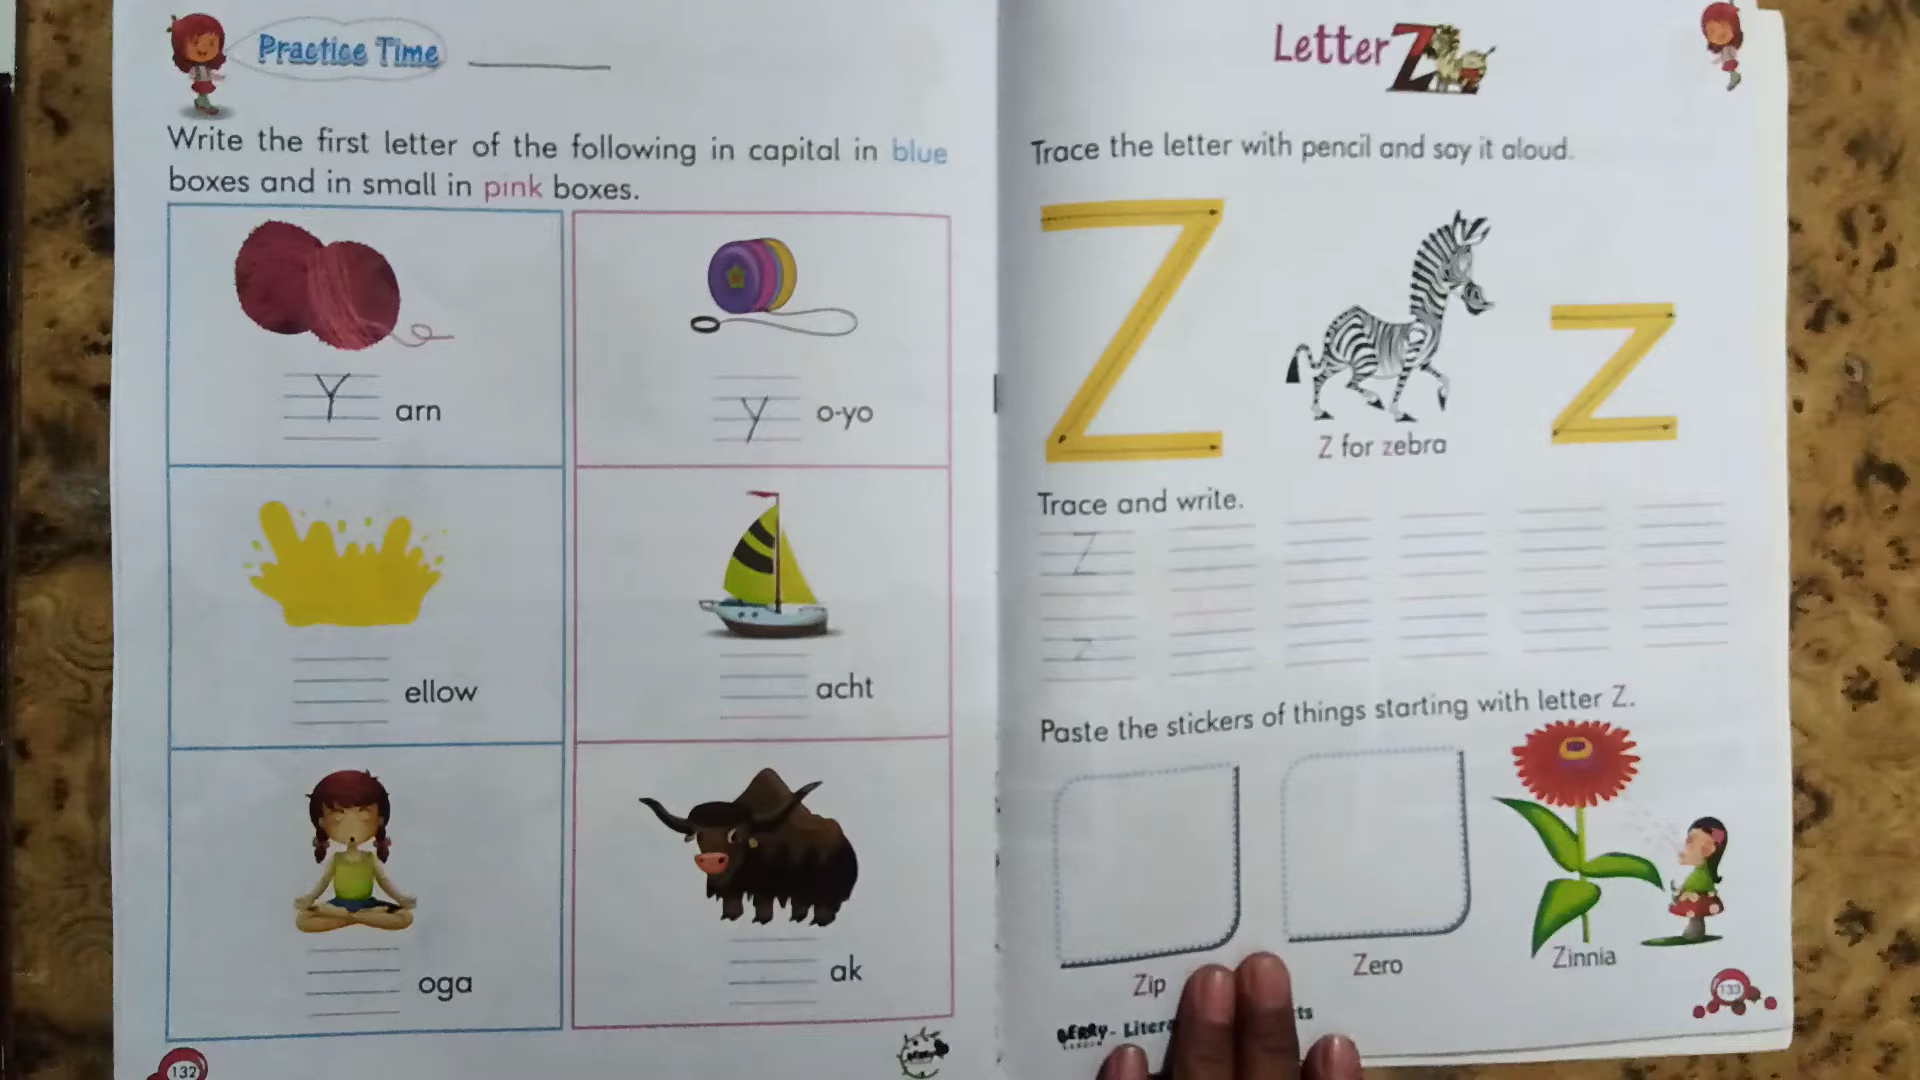 Practice Time
Write the first letter of the following in capital in blue
boxes and in small in pink boxes.
Y arn
y o-yo
ellow
acht
oga
ak
132
Letter Z
Trace the letter with pencil and say it aloud.
Z
z
Z for zebra
Trace and write.
Z
z
Paste the stickers of things starting with letter Z.
Zip
Zero
Zinnia
133
BERRY-